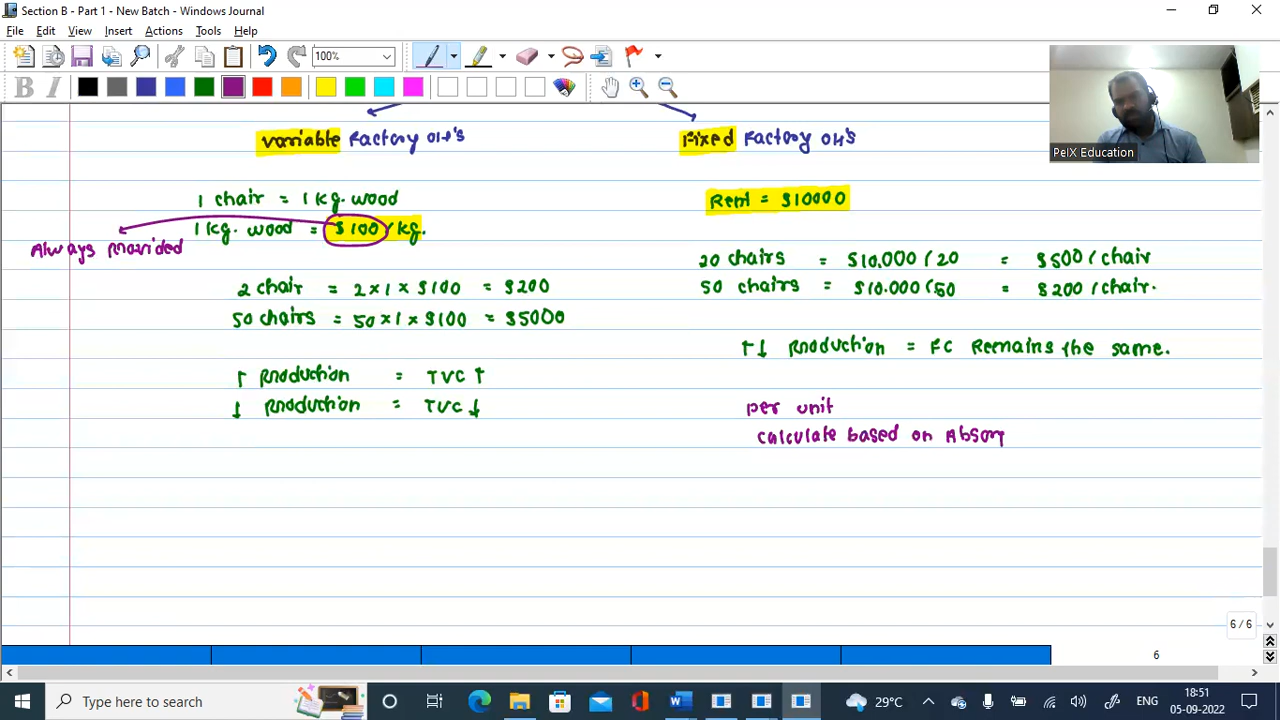 Section B - Part 1 - New Batch - Windows Journal
File Edit View Insert Actions Tools Help
100%
B I
PelX Education
Variable Factory OH's
Fixed Factory OH's
1 chair = 1 kg. wood
1 kg. wood = $100/kg.
Always provided
2 chair = 2 x 1 x $100 = $200
50 chairs = 50 x 1 x $100 = $5000
↑ production = TVC ↑
↓ production = TVC ↓
Rent = $10000
20 chairs = $10,000 / 20 = $500 / chair
50 chairs = $10.000 / 50 = $200 / chair.
↑↓ production = FC Remains the same.
per unit
calculate based on Absorp
6 / 6
6
Type here to search
29°C
ENG
18:51
05-09-2022